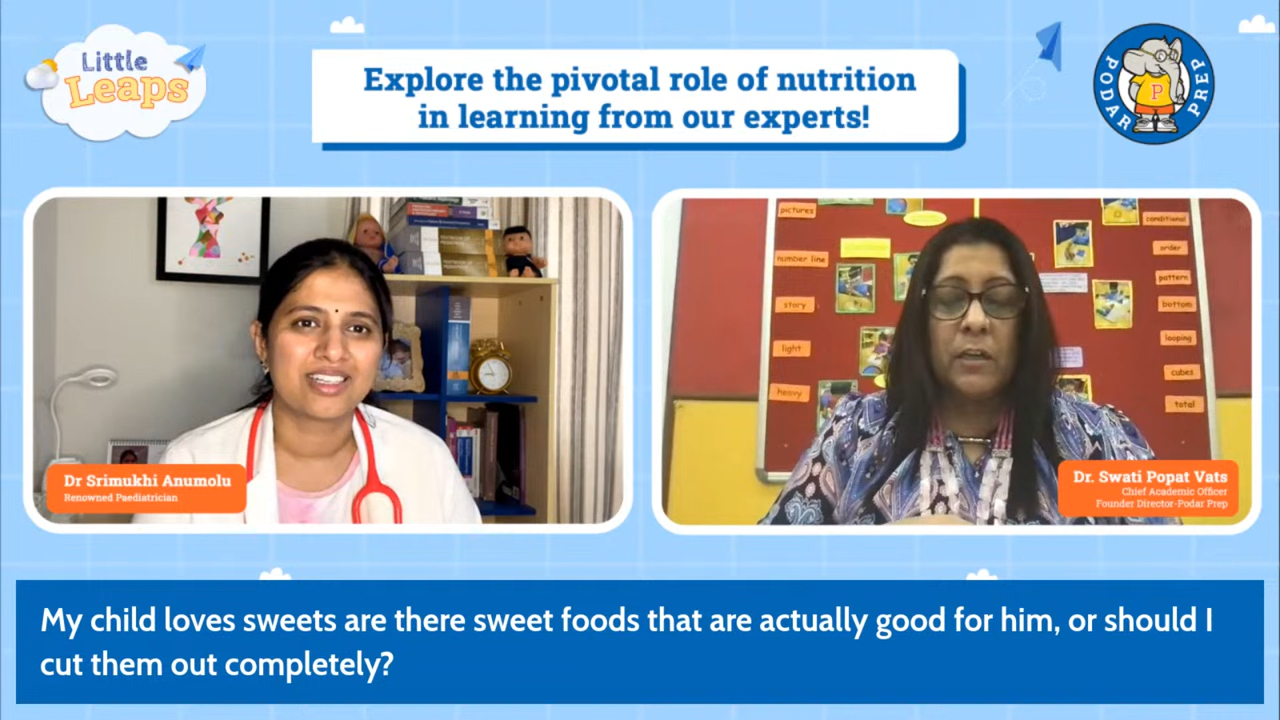 Little
Leaps
Explore the pivotal role of nutrition
in learning from our experts!
PODAR PREP
P
pictures
number line
story
light
heavy
conditional
order
pattern
bottom
looping
cubes
total
Dr Srimukhi Anumolu
Renowned Paediatrician
Dr. Swati Popat Vats
Chief Academic Officer
Founder Director-Podar Prep
My child loves sweets are there sweet foods that are actually good for him, or should I
cut them out completely?